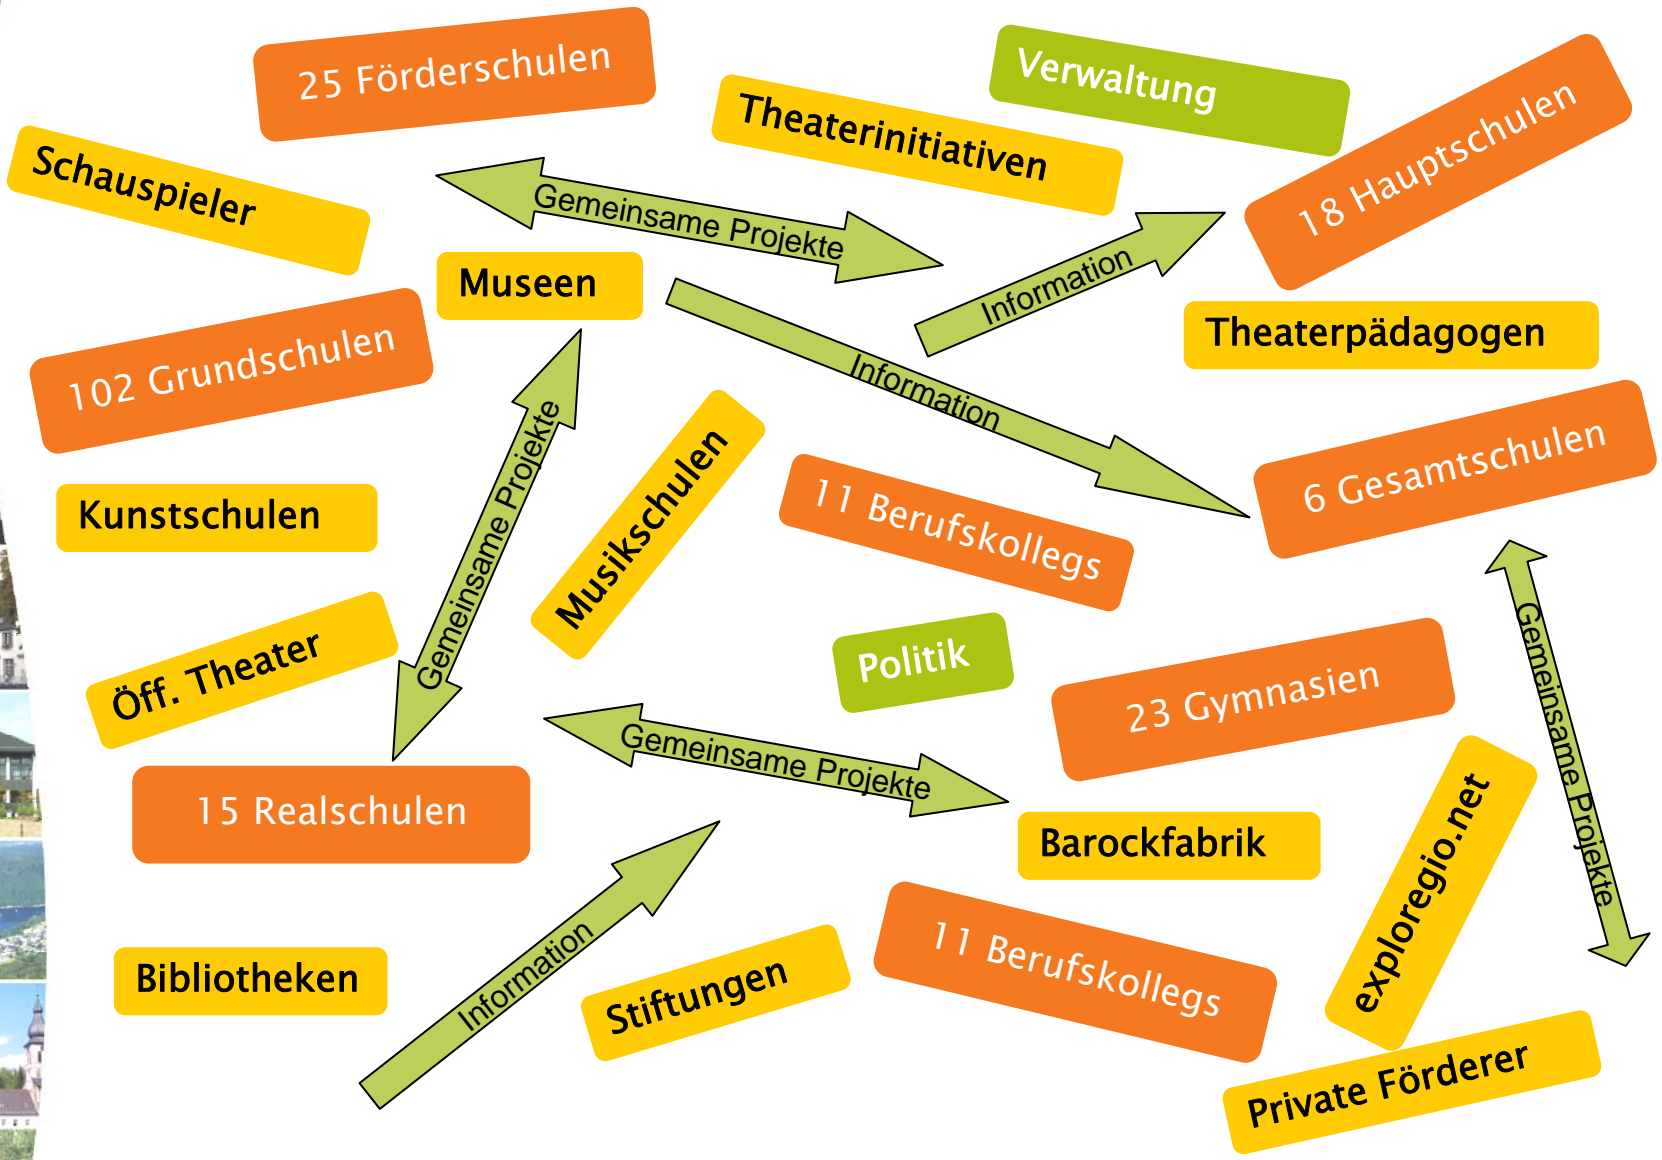 25 Förderschulen
Verwaltung
Theaterinitiativen
18 Hauptschulen
Schauspieler
Gemeinsame Projekte
Museen
Information
Theaterpädagogen
102 Grundschulen
Information
Gemeinsame Projekte
Musikschulen
6 Gesamtschulen
Kunstschulen
11 Berufskollegs
Öff. Theater
Politik
23 Gymnasien
Gemeinsame Projekte
Gemeinsame Projekte
15 Realschulen
Barockfabrik
exploregio.net
Bibliotheken
Information
Stiftungen
11 Berufskollegs
Private Förderer